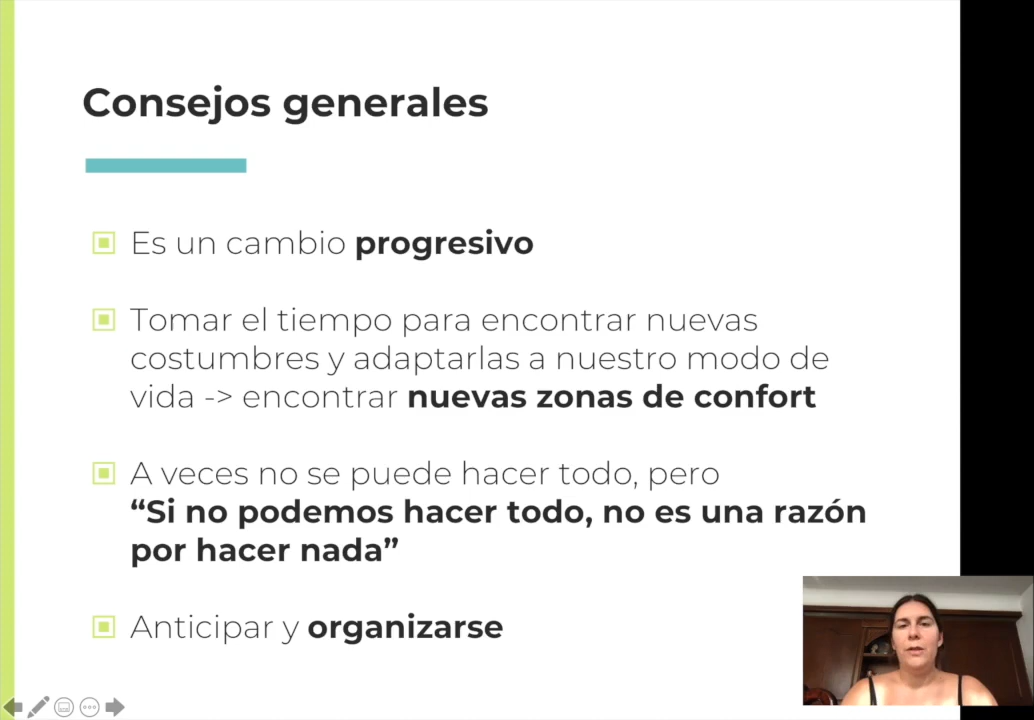 Consejos generales
Es un cambio progresivo
Tomar el tiempo para encontrar nuevas
costumbres y adaptarlas a nuestro modo de
vida -> encontrar nuevas zonas de confort
A veces no se puede hacer todo, pero
“Si no podemos hacer todo, no es una razón
por hacer nada”
Anticipar y organizarse